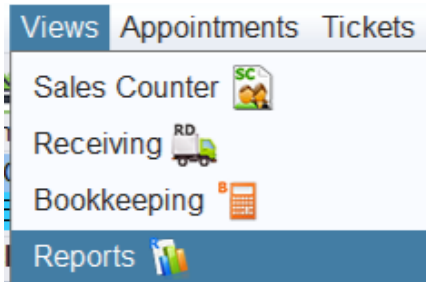 Views Appointments Tickets
Sales Counter SC
Receiving RD
Bookkeeping B
Reports